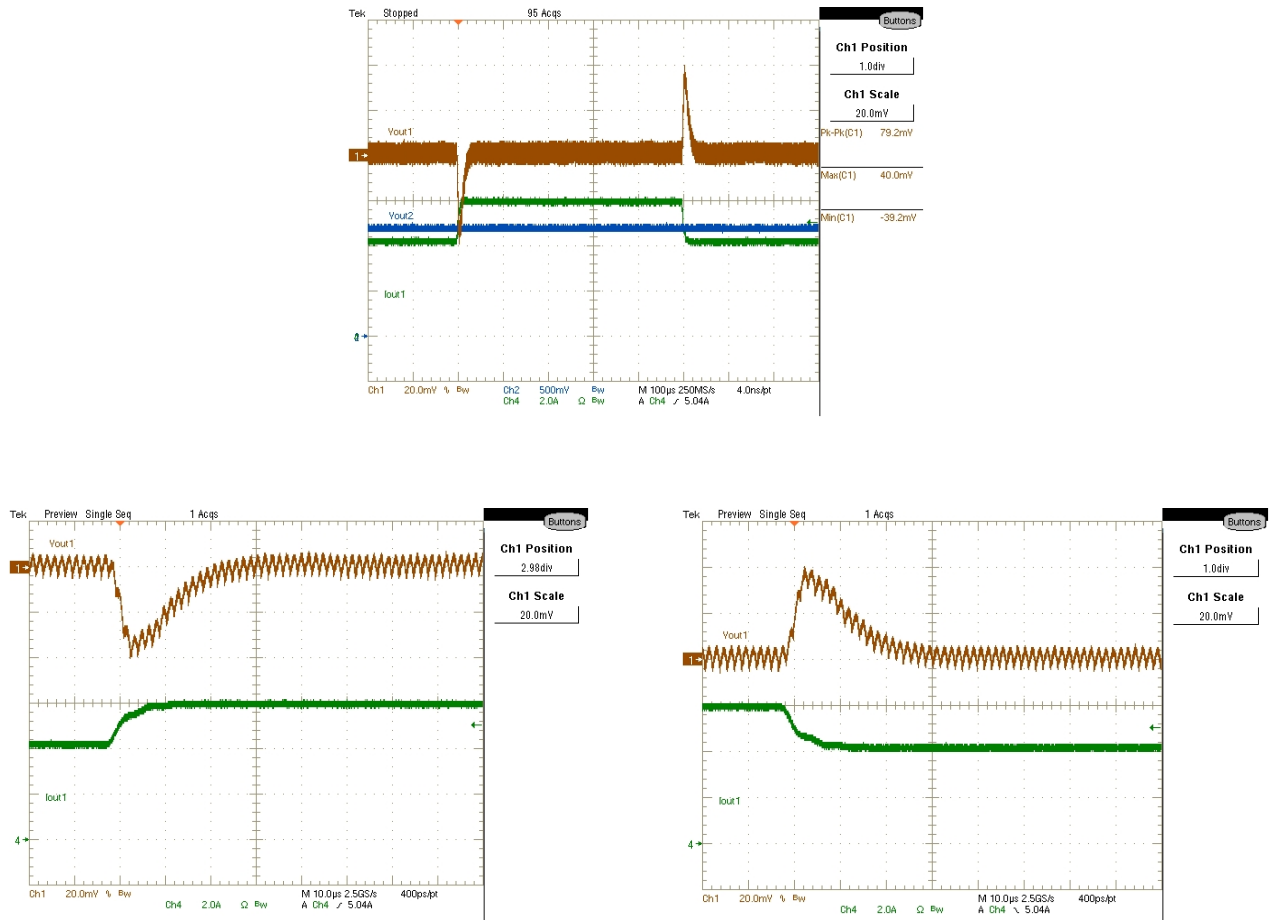 Tek Stopped 95 Acqs
Buttons
Ch1 Position
1.0div
Ch1 Scale
20.0mV
Vout1
Pk-Pk(C1) 79.2mV
1
Max(C1) 40.0mV
Vout2
Min(C1) -39.2mV
Iout1
Ch1 20.0mV Bw Ch2 500mV Bw M 100µs 250MS/s 4.0ns/pt
Ch4 2.0A Ω Bw A Ch4 5.04A
Tek Preview Single Seq 1 Acqs
Buttons
Vout1
Ch1 Position
1
2.98div
Ch1 Scale
20.0mV
Iout1
4
Ch1 20.0mV Bw M 10.0µs 2.5GS/s 400ps/pt
Ch4 2.0A Ω Bw A Ch4 5.04A
Tek Preview Single Seq 1 Acqs
Buttons
Ch1 Position
1.0div
Ch1 Scale
20.0mV
Vout1
1
Iout1
4
Ch1 20.0mV Bw M 10.0µs 2.5GS/s 400ps/pt
Ch4 2.0A Ω Bw A Ch4 5.04A